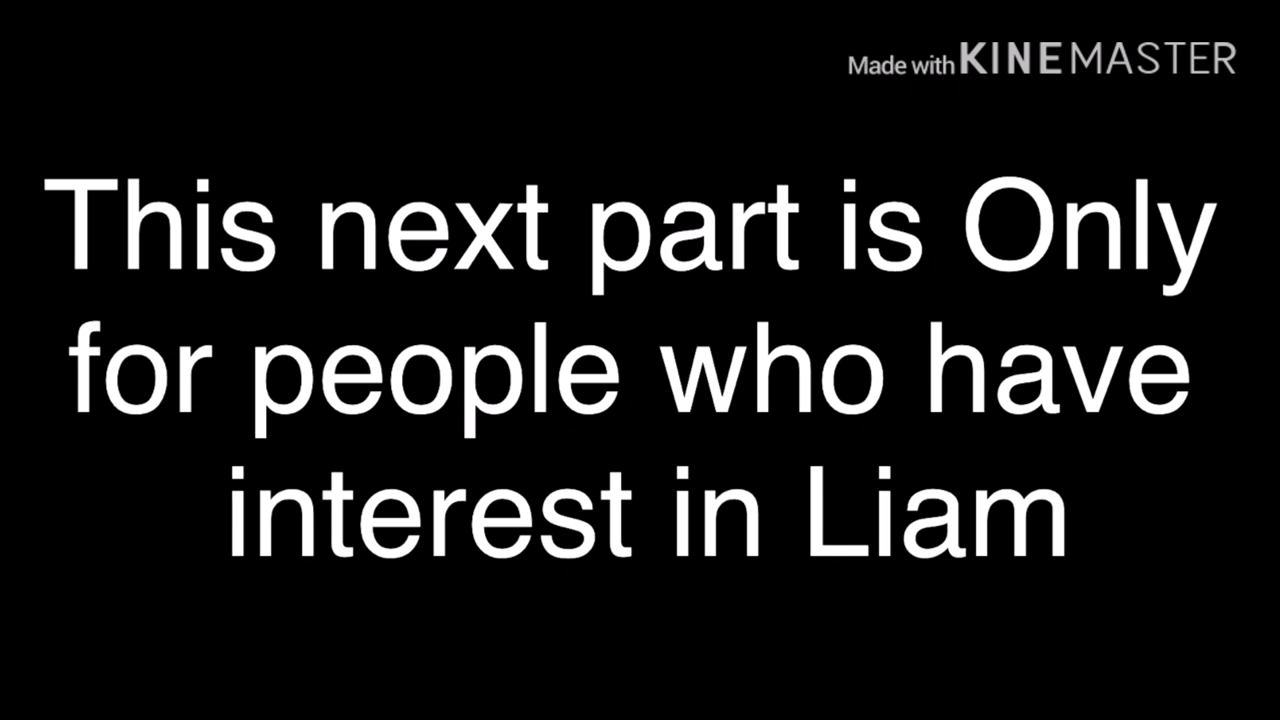 Made with KINEMASTER
This next part is Only
for people who have
interest in Liam